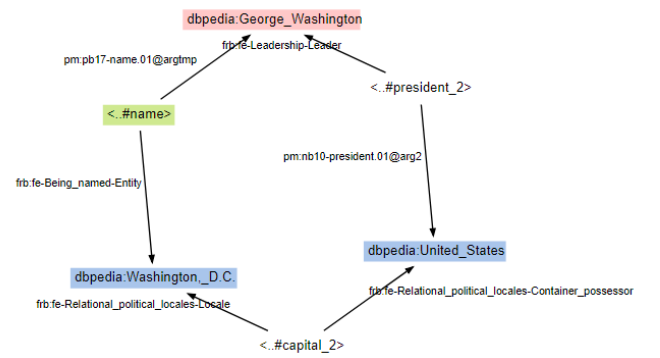 dbpedia:George_Washington
frb:fe-Leadership-Leader
pm:pb17-name.01@argtmp
<..#president_2>
<..#name>
pm:nb10-president.01@arg2
frb:fe-Being_named-Entity
dbpedia:United_States
dbpedia:Washington,_D.C.
frb:fe-Relational_political_locales-Container_possessor
frb:fe-Relational_political_locales-Locale
<..#capital_2>